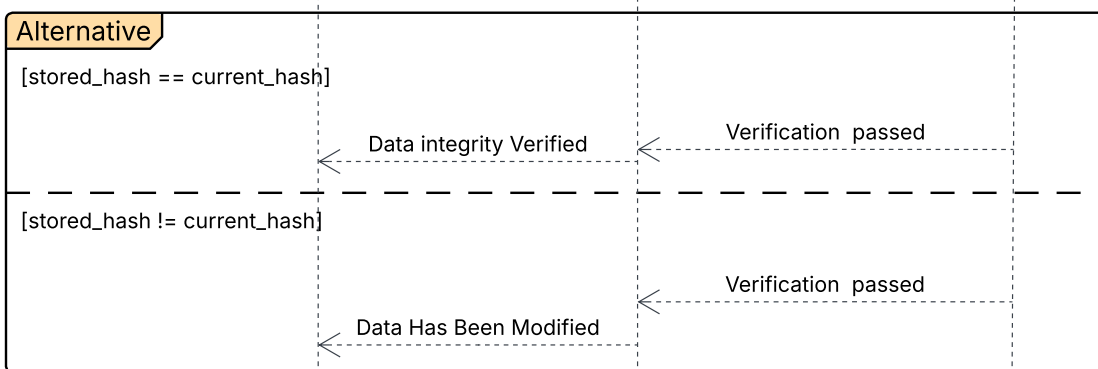 Alternative
[stored_hash == current_hash]
Verification  passed
Data integrity Verified
[stored_hash != current_hash]
Verification  passed
Data Has Been Modified